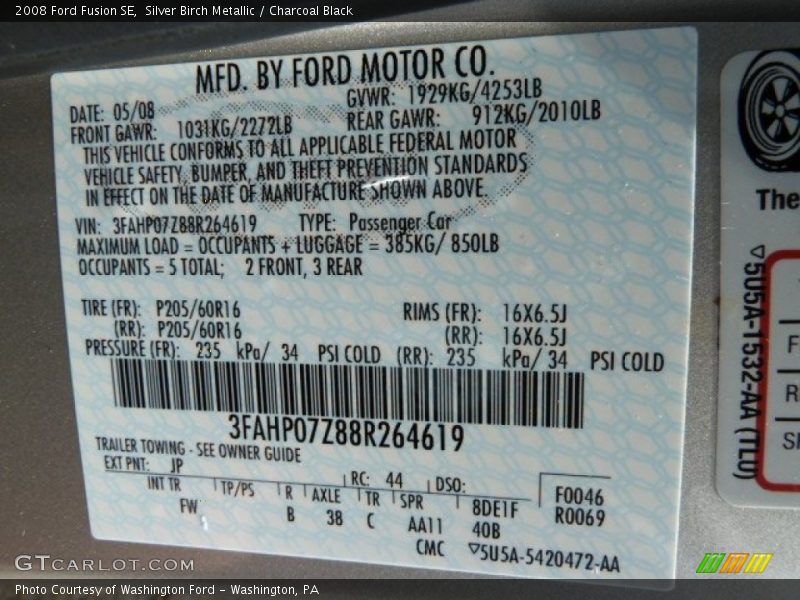 2008 Ford Fusion SE, Silver Birch Metallic / Charcoal Black
MFD. BY FORD MOTOR CO.
DATE: 05/08 GVWR: 1929KG/4253LB
FRONT GAWR: 1031KG/2272LB REAR GAWR: 912KG/2010LB
THIS VEHICLE CONFORMS TO ALL APPLICABLE FEDERAL MOTOR
VEHICLE SAFETY, BUMPER, AND THEFT PREVENTION STANDARDS
IN EFFECT ON THE DATE OF MANUFACTURE SHOWN ABOVE.
VIN: 3FAHP07Z88R264619 TYPE: Passenger Car
MAXIMUM LOAD = OCCUPANTS + LUGGAGE = 385KG/ 850LB
OCCUPANTS = 5 TOTAL; 2 FRONT, 3 REAR
TIRE (FR): P205/60R16 RIMS (FR): 16X6.5J
(RR): P205/60R16 (RR): 16X6.5J
PRESSURE (FR): 235 kPa/ 34 PSI COLD (RR): 235 kPa/ 34 PSI COLD
3FAHP07Z88R264619
TRAILER TOWING - SEE OWNER GUIDE
EXT PNT: JP RC: 44 DSO:
INT TR TP/PS R AXLE TR SPR 8DE1F F0046
FW B 38 C AA11 40B R0069
CMC ▽5U5A-5420472-AA
The
▽5U5A-1532-AA (TLU)
F
R
GTCarLot.com
Photo Courtesy of Washington Ford - Washington, PA